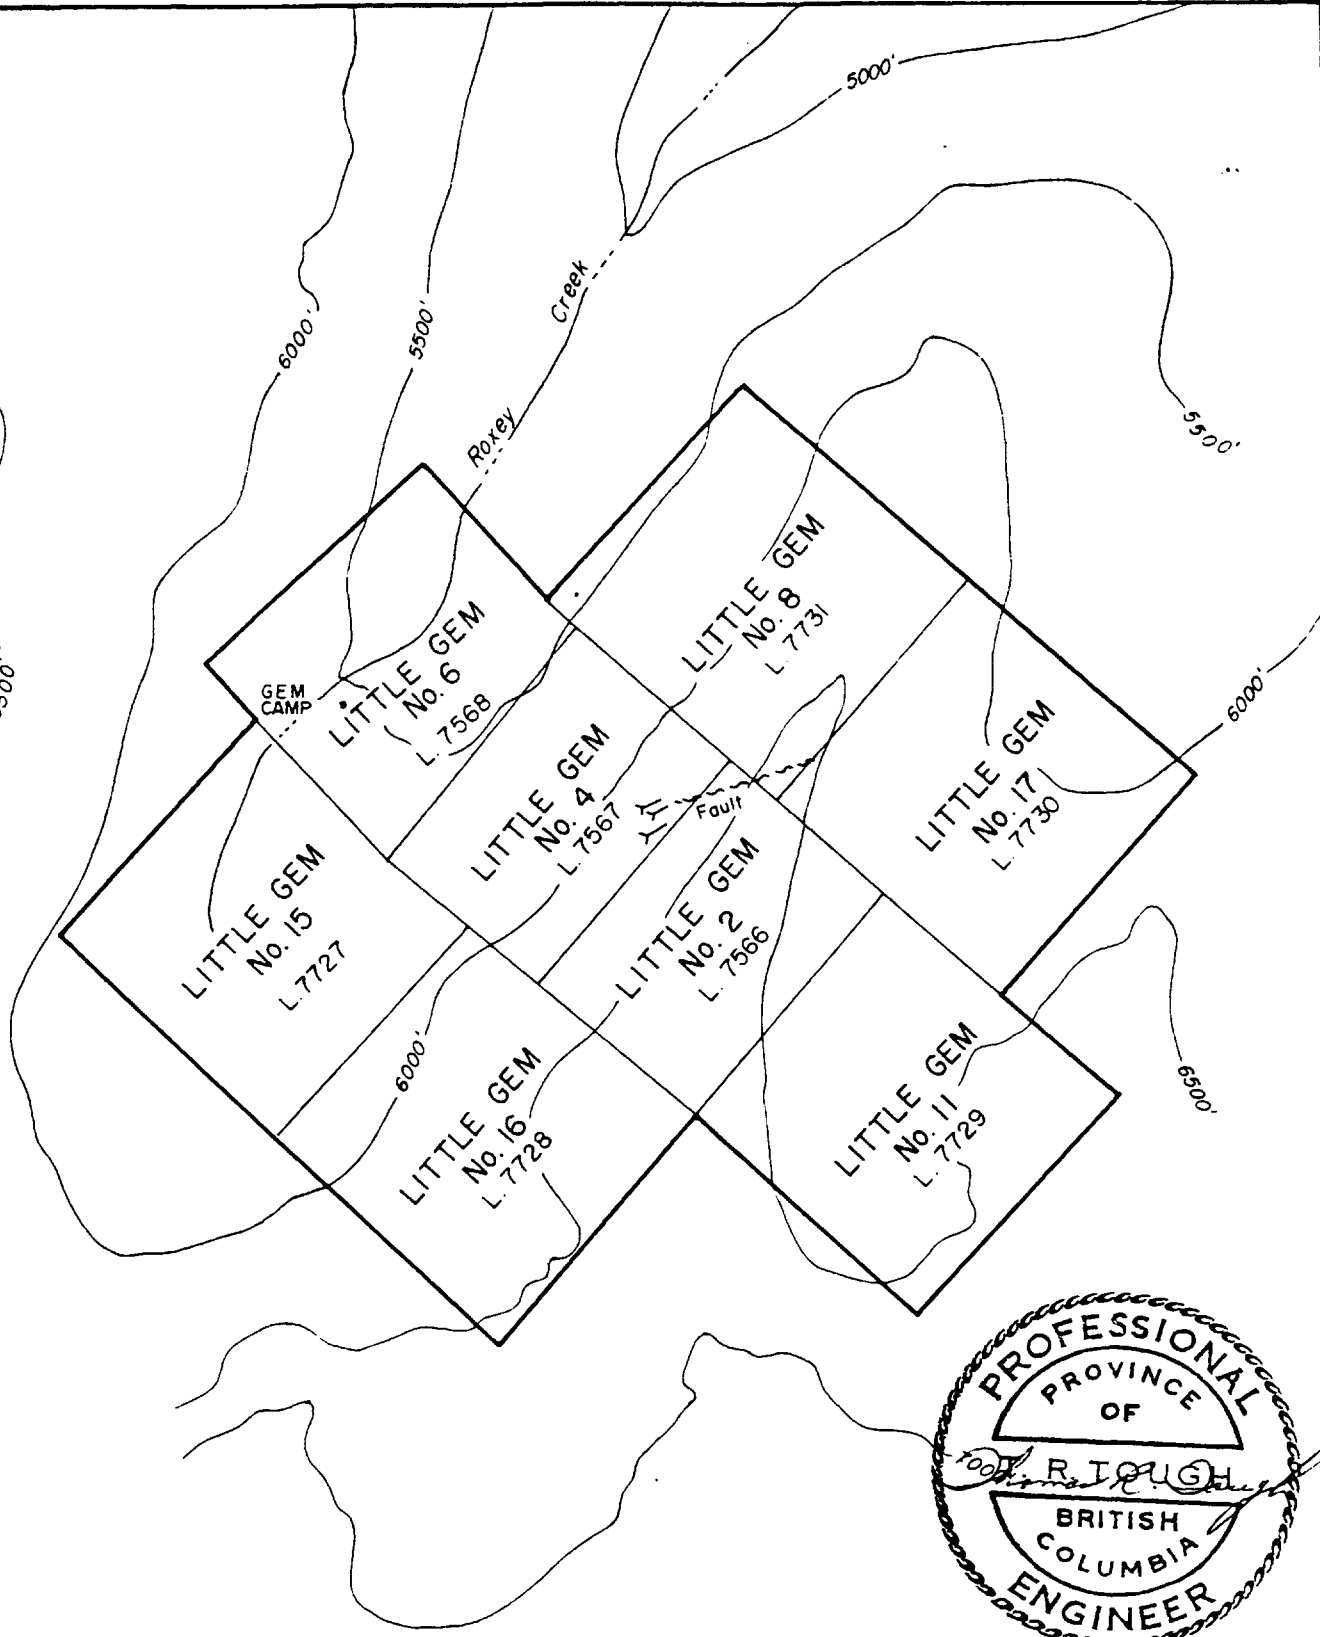 5000'
Creek
6000'
5500'
Roxey
5500'
LITTLE GEM
No. 8
L. 7731
LITTLE GEM
No. 6
L. 7568
GEM
CAMP
6000'
LITTLE GEM
No. 4
L. 7567
Fault
LITTLE GEM
No. 17
L. 7730
LITTLE GEM
No. 15
L. 7727
LITTLE GEM
No. 2
L. 7566
6000'
LITTLE GEM
No. 16
L. 7728
LITTLE GEM
No. 11
L. 7729
6500'
PROFESSIONAL
PROVINCE
OF
R. TOUGH
BRITISH
COLUMBIA
ENGINEER